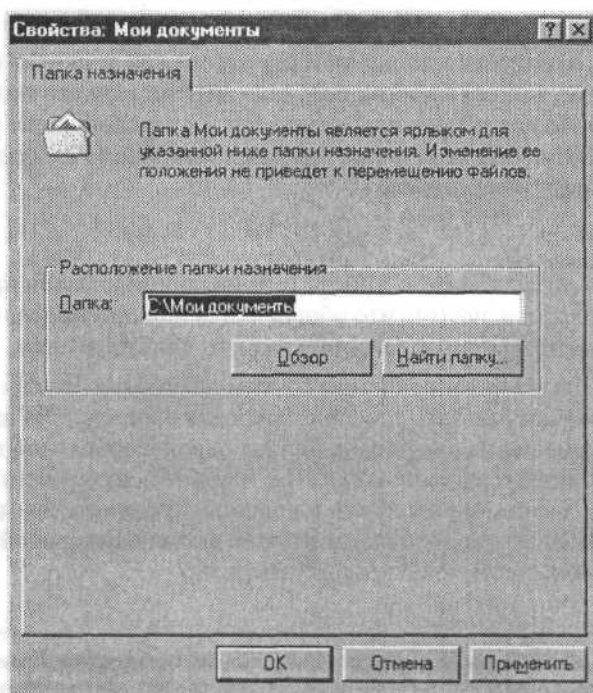 Свойства: Мои документы
Папка назначения
Папка Мои документы является ярлыком для
указанной ниже папки назначения. Изменение ее
положения не приведет к перемещению файлов.
Расположение папки назначения
Папка: C:\Мои документы
Обзор Найти папку...
OK Отмена Применить